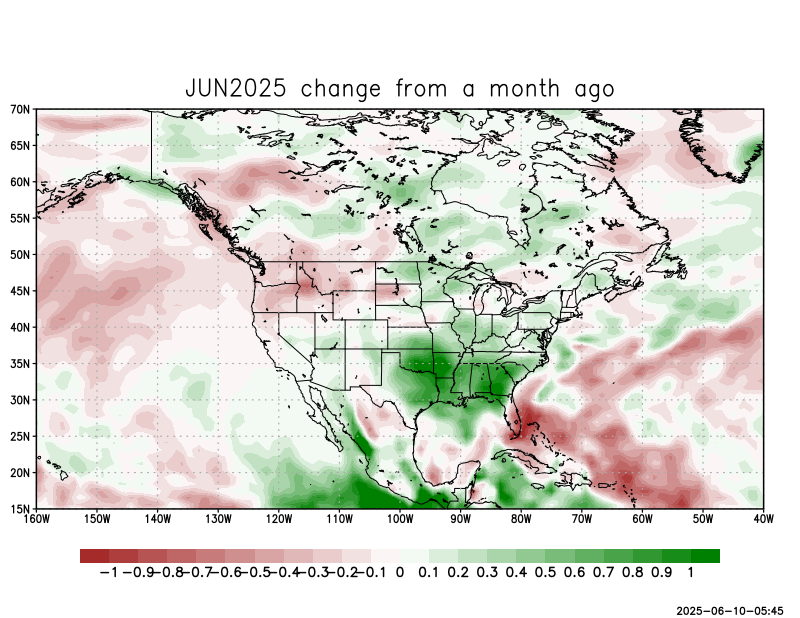 JUN2025 change from a month ago
70N
65N
60N
55N
50N
45N
40N
35N
30N
25N
20N
15N
160W 150W 140W 130W 120W 110W 100W 90W 80W 70W 60W 50W 40W
−1 −0.9 −0.8 −0.7 −0.6 −0.5 −0.4 −0.3 −0.2 −0.1 0 0.1 0.2 0.3 0.4 0.5 0.6 0.7 0.8 0.9 1
2025−06−10−05:45